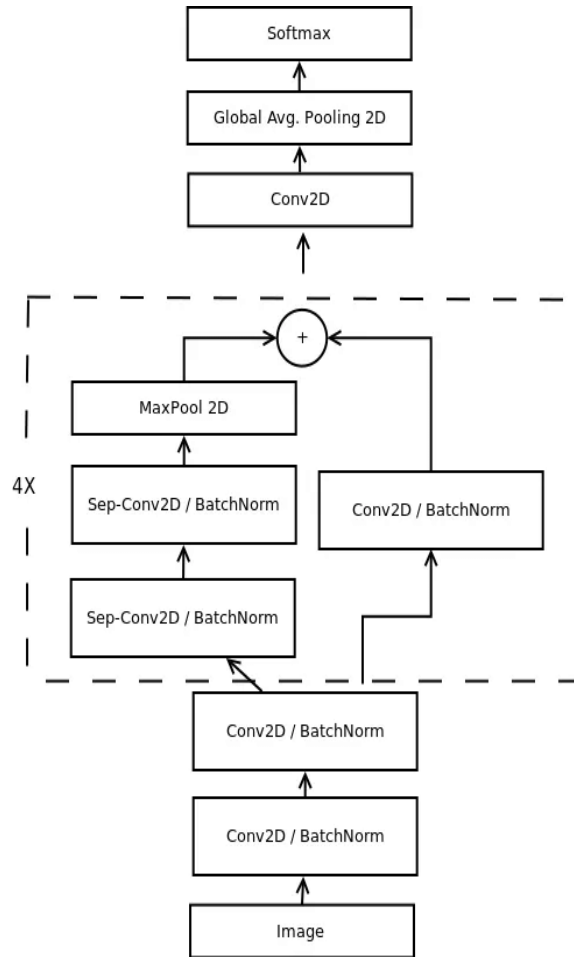 Softmax
Global Avg. Pooling 2D
Conv2D
+
MaxPool 2D
4X
Sep-Conv2D / BatchNorm
Conv2D / BatchNorm
Sep-Conv2D / BatchNorm
Conv2D / BatchNorm
Conv2D / BatchNorm
Image